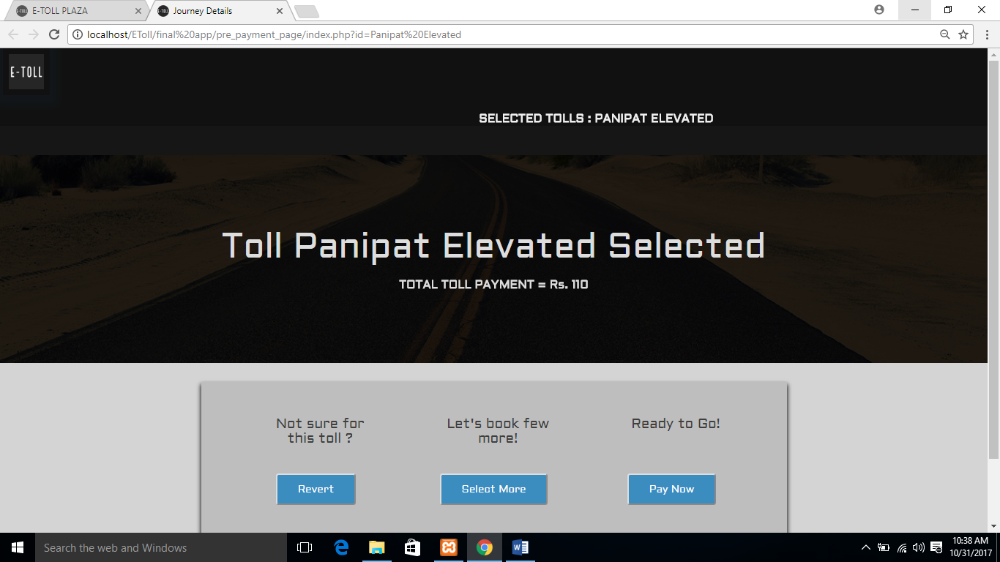 E-TOLL PLAZA
Journey Details
localhost/EToll/final%20app/pre_payment_page/index.php?id=Panipat%20Elevated
E-TOLL
SELECTED TOLLS : PANIPAT ELEVATED
Toll Panipat Elevated Selected
TOTAL TOLL PAYMENT = Rs. 110
Not sure for
this toll ?
Let's book few
more!
Ready to Go!
Revert
Select More
Pay Now
Search the web and Windows
10:38 AM
10/31/2017